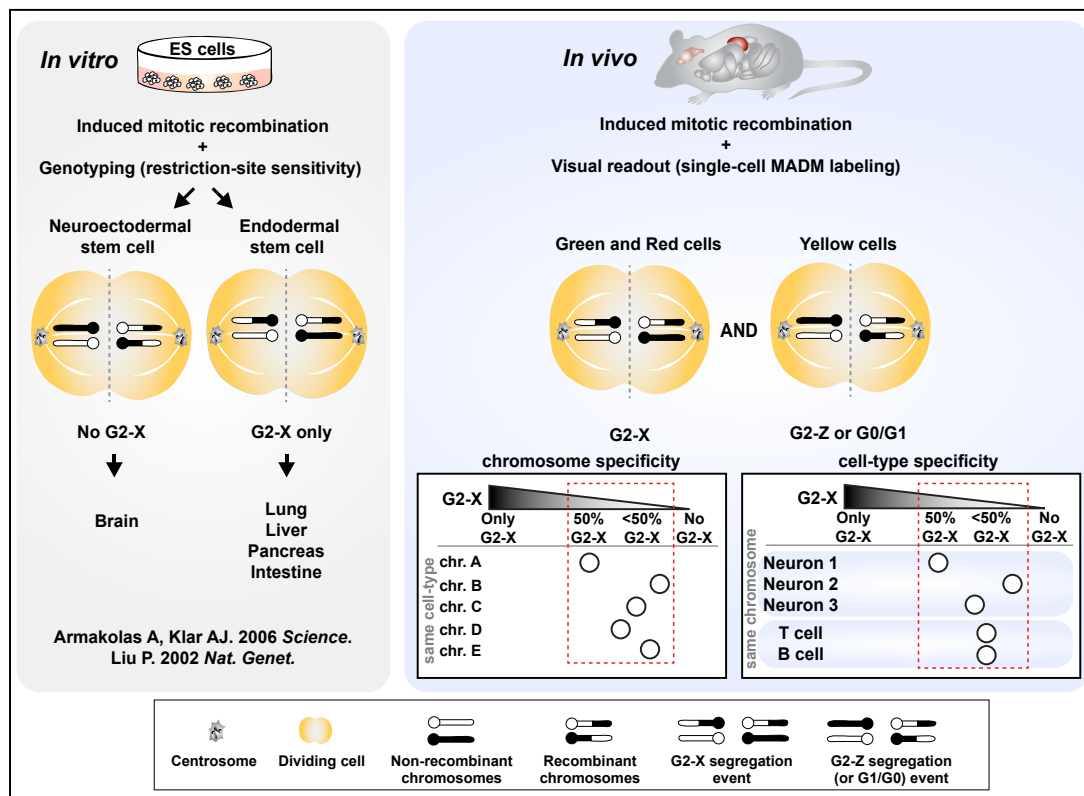 In vitro
ES cells
Induced mitotic recombination
+
Genotyping (restriction-site sensitivity)
Neuroectodermal
stem cell
Endodermal
stem cell
No G2-X
G2-X only
Brain
Lung
Liver
Pancreas
Intestine
Armakolas A, Klar AJ. 2006 Science.
Liu P. 2002 Nat. Genet.
In vivo
Induced mitotic recombination
+
Visual readout (single-cell MADM labeling)
Green and Red cells
Yellow cells
AND
G2-X
G2-Z or G0/G1
chromosome specificity
G2-X
Only
G2-X
50%
G2-X
<50%
G2-X
No
G2-X
same cell-type
chr. A
chr. B
chr. C
chr. D
chr. E
cell-type specificity
G2-X
Only
G2-X
50%
G2-X
<50%
G2-X
No
G2-X
same chromosome
Neuron 1
Neuron 2
Neuron 3
T cell
B cell
Centrosome
Dividing cell
Non-recombinant
chromosomes
Recombinant
chromosomes
G2-X segregation
event
G2-Z segregation
(or G1/G0) event